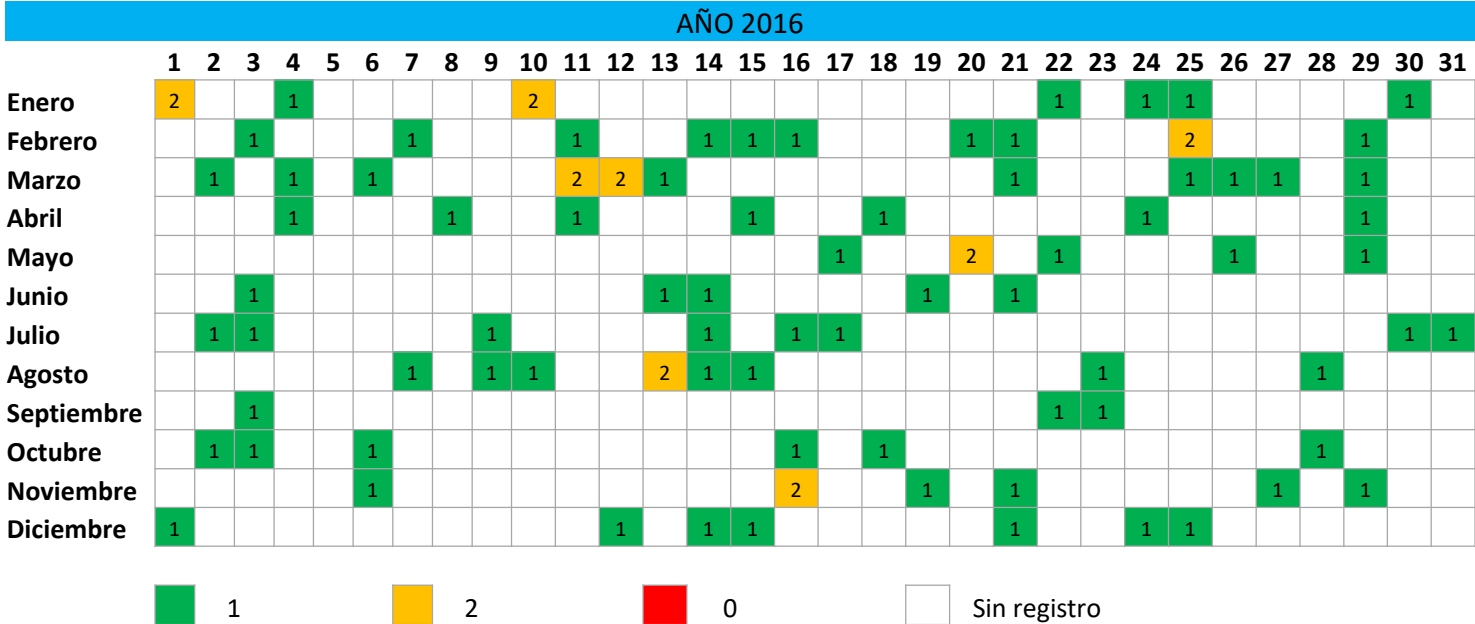 AÑO 2016
1 2 3 4 5 6 7 8 9 10 11 12 13 14 15 16 17 18 19 20 21 22 23 24 25 26 27 28 29 30 31
Enero 2 1 2 1 1 1 1
Febrero 1 1 1 1 1 1 1 1 2 1
Marzo 1 1 1 2 2 1 1 1 1 1 1
Abril 1 1 1 1 1 1 1
Mayo 1 2 1 1 1
Junio 1 1 1 1 1
Julio 1 1 1 1 1 1 1 1
Agosto 1 1 1 2 1 1 1 1
Septiembre 1 1 1
Octubre 1 1 1 1 1 1
Noviembre 1 2 1 1 1 1
Diciembre 1 1 1 1 1 1 1
1 2 0 Sin registro